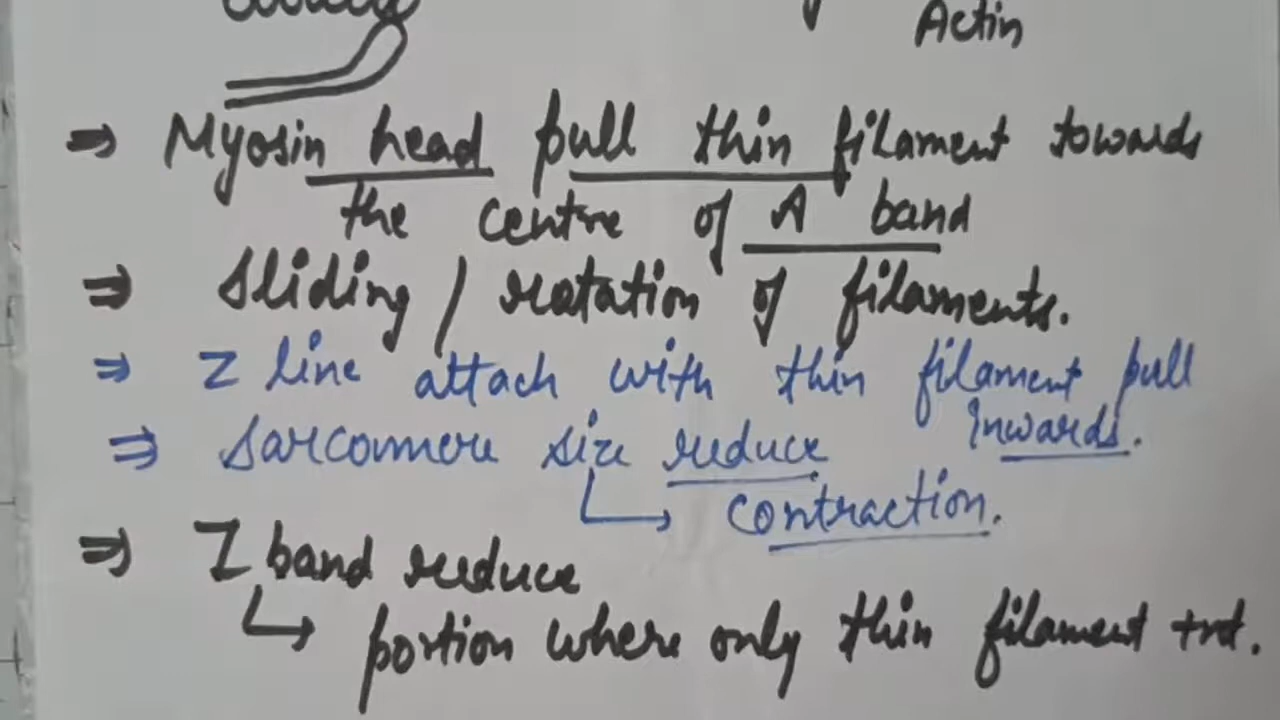 Actin
⇒ Myosin head pull thin filament towards
the centre of A band
⇒ Sliding / rotation of filaments.
⇒ Z line attach with thin filament pull
Inwards.
⇒ Sarcomere size reduce
↳ contraction.
⇒ I band reduce
↳ portion where only thin filament +nt.